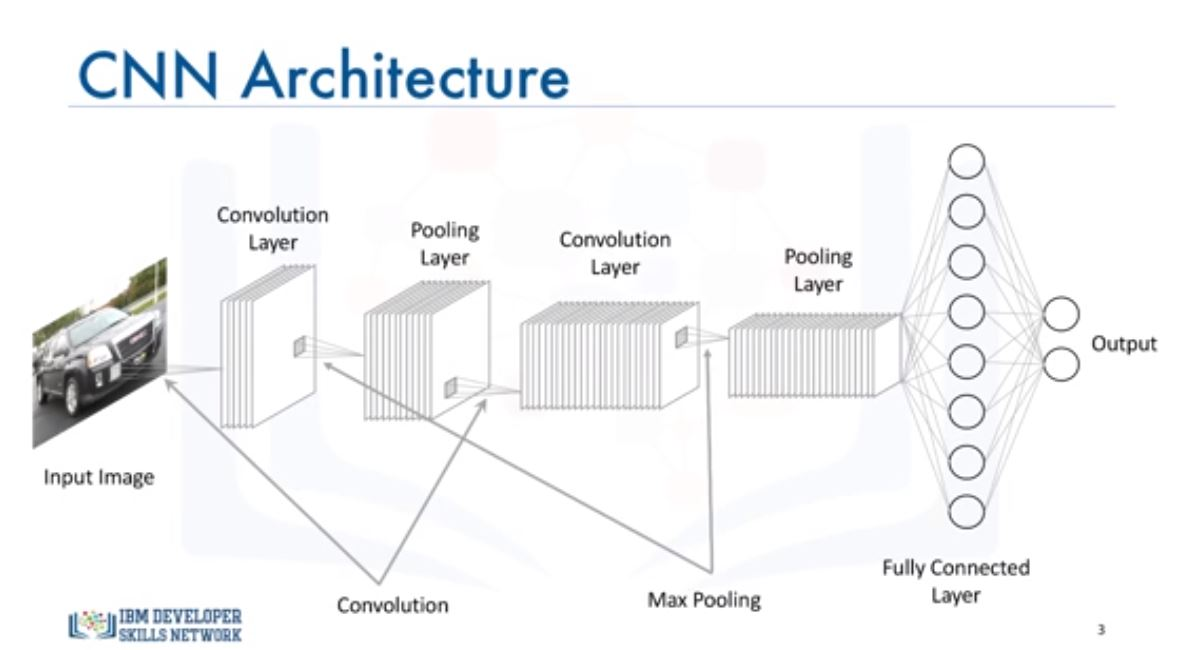 CNN Architecture
Convolution
Layer
Pooling
Layer
Convolution
Layer
Pooling
Layer
Output
Input Image
Fully Connected
Layer
Convolution
Max Pooling
IBM DEVELOPER
SKILLS NETWORK
3